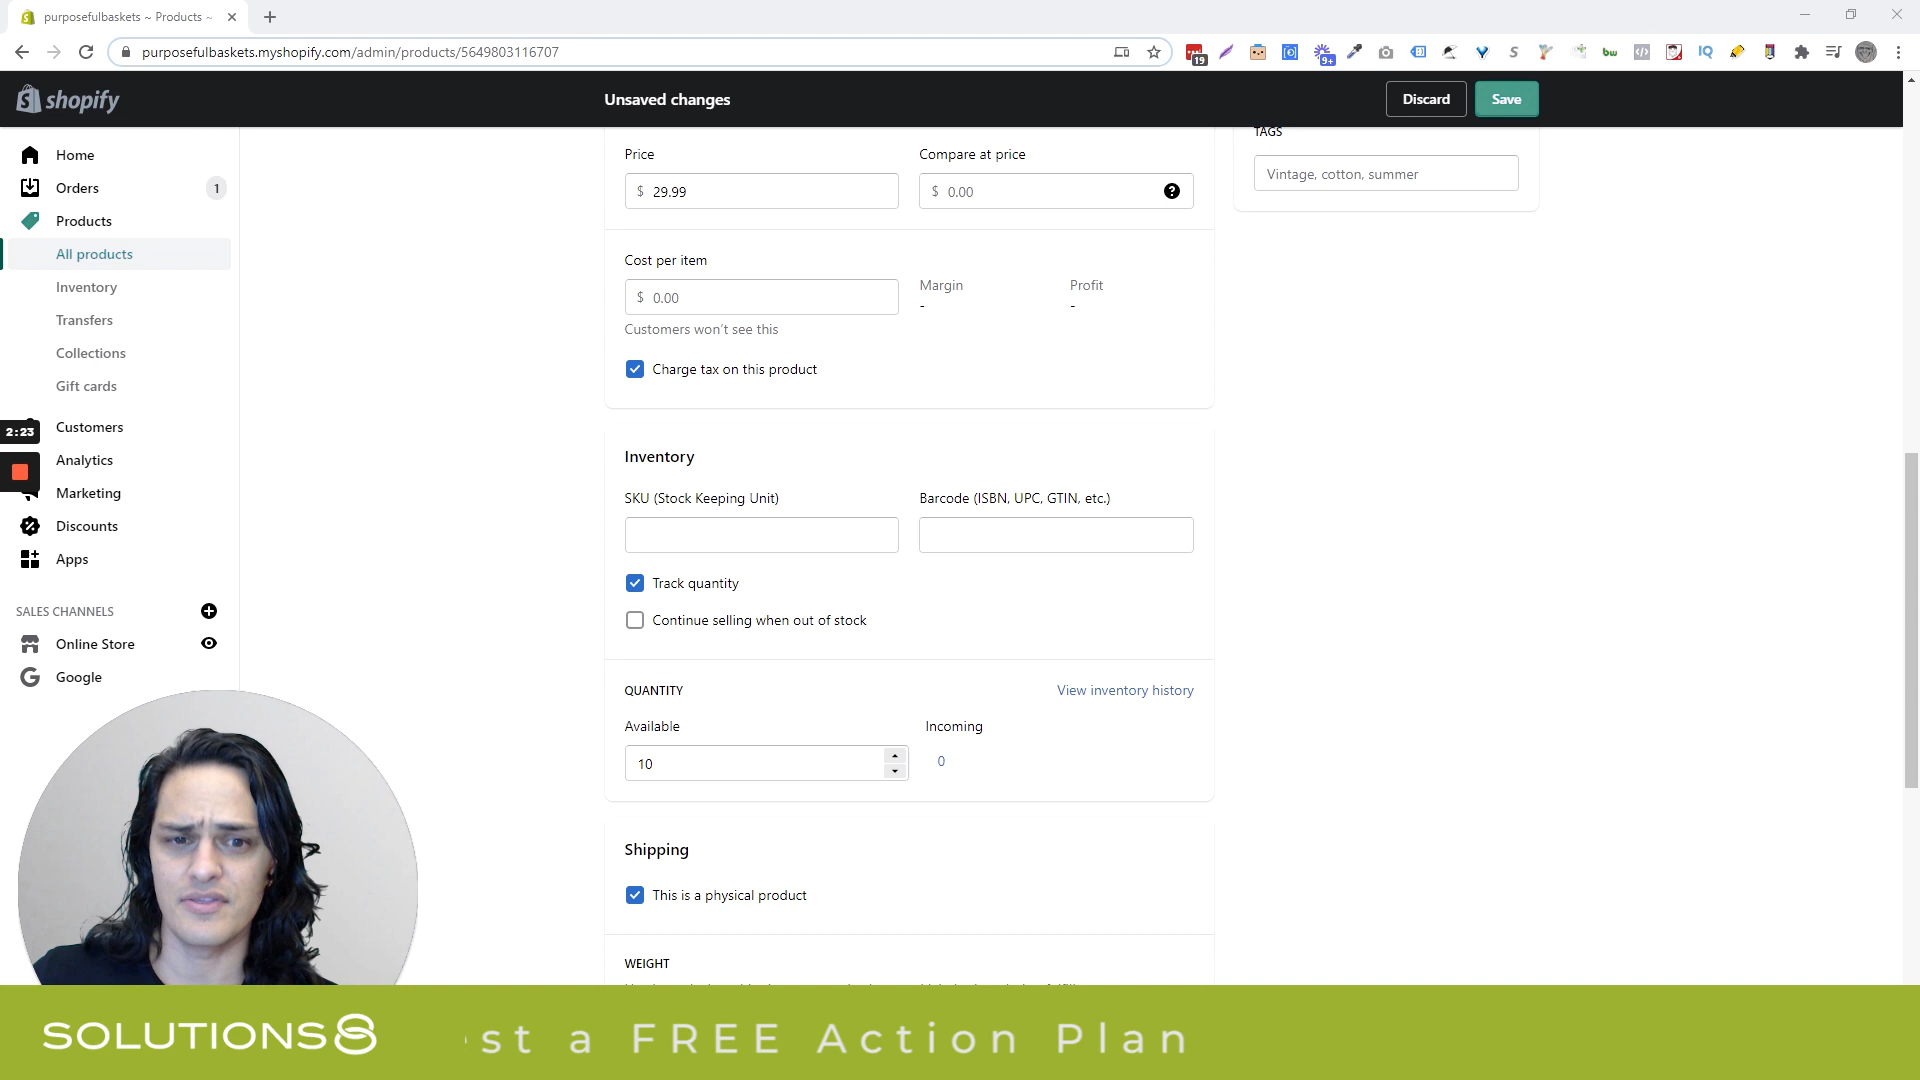 purposefulbaskets ~ Products ~
purposefulbaskets.myshopify.com/admin/products/5649803116707
19
9+
bw
IQ
shopify
Unsaved changes
Discard
Save
Home
Orders
1
Products
All products
Inventory
Transfers
Collections
Gift cards
Customers
Analytics
Marketing
Discounts
Apps
SALES CHANNELS
Online Store
Google
2:23
Price
Compare at price
$ 29.99
$ 0.00
Cost per item
$ 0.00
Margin
-
Profit
-
Customers won't see this
Charge tax on this product
Inventory
SKU (Stock Keeping Unit)
Barcode (ISBN, UPC, GTIN, etc.)
Track quantity
Continue selling when out of stock
QUANTITY
View inventory history
Available
Incoming
10
0
Shipping
This is a physical product
WEIGHT
TAGS
Vintage, cotton, summer
SOLUTIONS8
st a FREE Action Plan